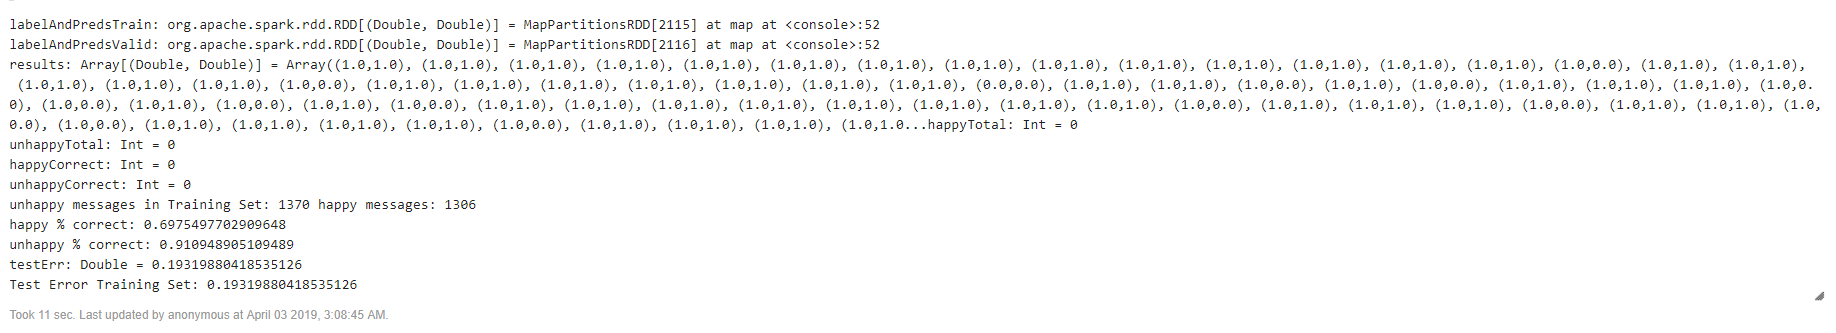 labelAndPredsTrain: org.apache.spark.rdd.RDD[(Double, Double)] = MapPartitionsRDD[2115] at map at <console>:52
labelAndPredsValid: org.apache.spark.rdd.RDD[(Double, Double)] = MapPartitionsRDD[2116] at map at <console>:52
results: Array[(Double, Double)] = Array((1.0,1.0), (1.0,1.0), (1.0,1.0), (1.0,1.0), (1.0,1.0), (1.0,1.0), (1.0,1.0), (1.0,1.0), (1.0,1.0), (1.0,1.0), (1.0,1.0), (1.0,1.0), (1.0,1.0), (1.0,1.0), (1.0,0.0), (1.0,1.0), (1.0,1.0),
(1.0,1.0), (1.0,1.0), (1.0,1.0), (1.0,0.0), (1.0,1.0), (1.0,1.0), (1.0,1.0), (1.0,1.0), (1.0,1.0), (1.0,1.0), (1.0,1.0), (0.0,0.0), (1.0,1.0), (1.0,1.0), (1.0,0.0), (1.0,1.0), (1.0,0.0), (1.0,1.0), (1.0,1.0), (1.0,1.0), (1.0,0.
0), (1.0,0.0), (1.0,1.0), (1.0,0.0), (1.0,1.0), (1.0,0.0), (1.0,1.0), (1.0,1.0), (1.0,1.0), (1.0,1.0), (1.0,1.0), (1.0,1.0), (1.0,1.0), (1.0,1.0), (1.0,0.0), (1.0,1.0), (1.0,1.0), (1.0,1.0), (1.0,0.0), (1.0,1.0), (1.0,1.0), (1.0,
0.0), (1.0,0.0), (1.0,1.0), (1.0,1.0), (1.0,1.0), (1.0,1.0), (1.0,0.0), (1.0,1.0), (1.0,1.0), (1.0,1.0), (1.0,1.0...happyTotal: Int = 0
unhappyTotal: Int = 0
happyCorrect: Int = 0
unhappyCorrect: Int = 0
unhappy messages in Training Set: 1370 happy messages: 1306
happy % correct: 0.6975497702909648
unhappy % correct: 0.910948905109489
testErr: Double = 0.19319880418535126
Test Error Training Set: 0.19319880418535126
Took 11 sec. Last updated by anonymous at April 03 2019, 3:08:45 AM.